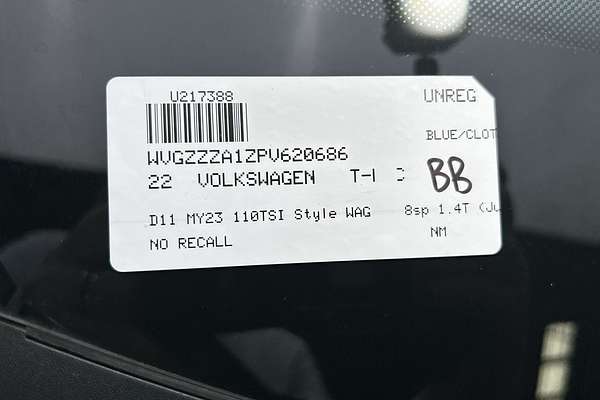 U217388 UNREG
BLUE/CLOT
WVGZZZA1ZPV620686
22 VOLKSWAGEN T-I BB
D11 MY23 110TSI Style WAG 8sp 1.4T (Ju
NO RECALL NM